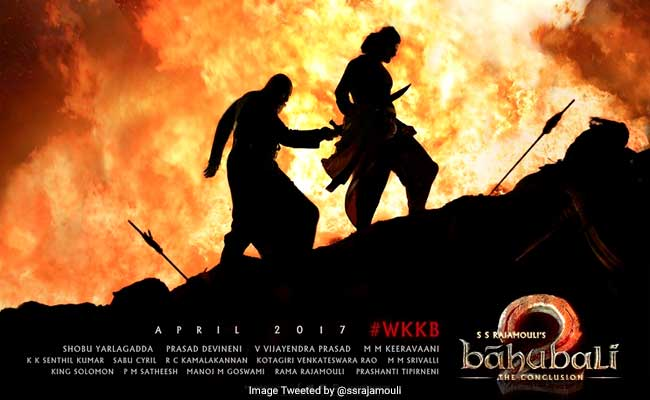 APRIL 2017 #WKKB
SHOBU YARLAGADDA PRASAD DEVINENI V VIJAYENDRA PRASAD M M KEERAVAANI
K K SENTHIL KUMAR SABU CYRIL R C KAMALAKANNAN KOTAGIRI VENKATESWARA RAO M M SRIVALLI
KING SOLOMON P M SATHEESH MANOJ M GOSWAMI RAMA RAJAMOULI PRASHANTI TIPIRNENI
S S RAJAMOULI'S
2
bāhubali
THE CONCLUSION
Image Tweeted by @ssrajamouli